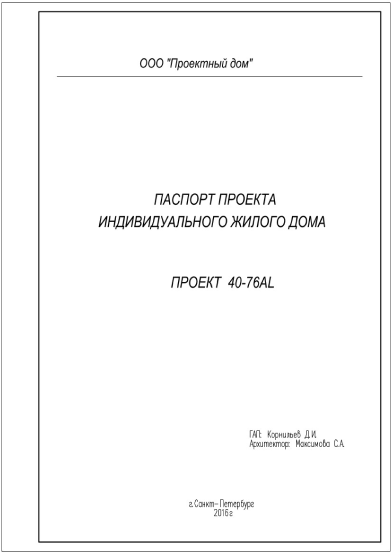 ООО "Проектный дом"
ПАСПОРТ ПРОЕКТА
ИНДИВИДУАЛЬНОГО ЖИЛОГО ДОМА
ПРОЕКТ 40-76AL
ГАП: Корнильев Д.И.
Архитектор: Максимова С.А.
г.Санкт-Петербург
2016г